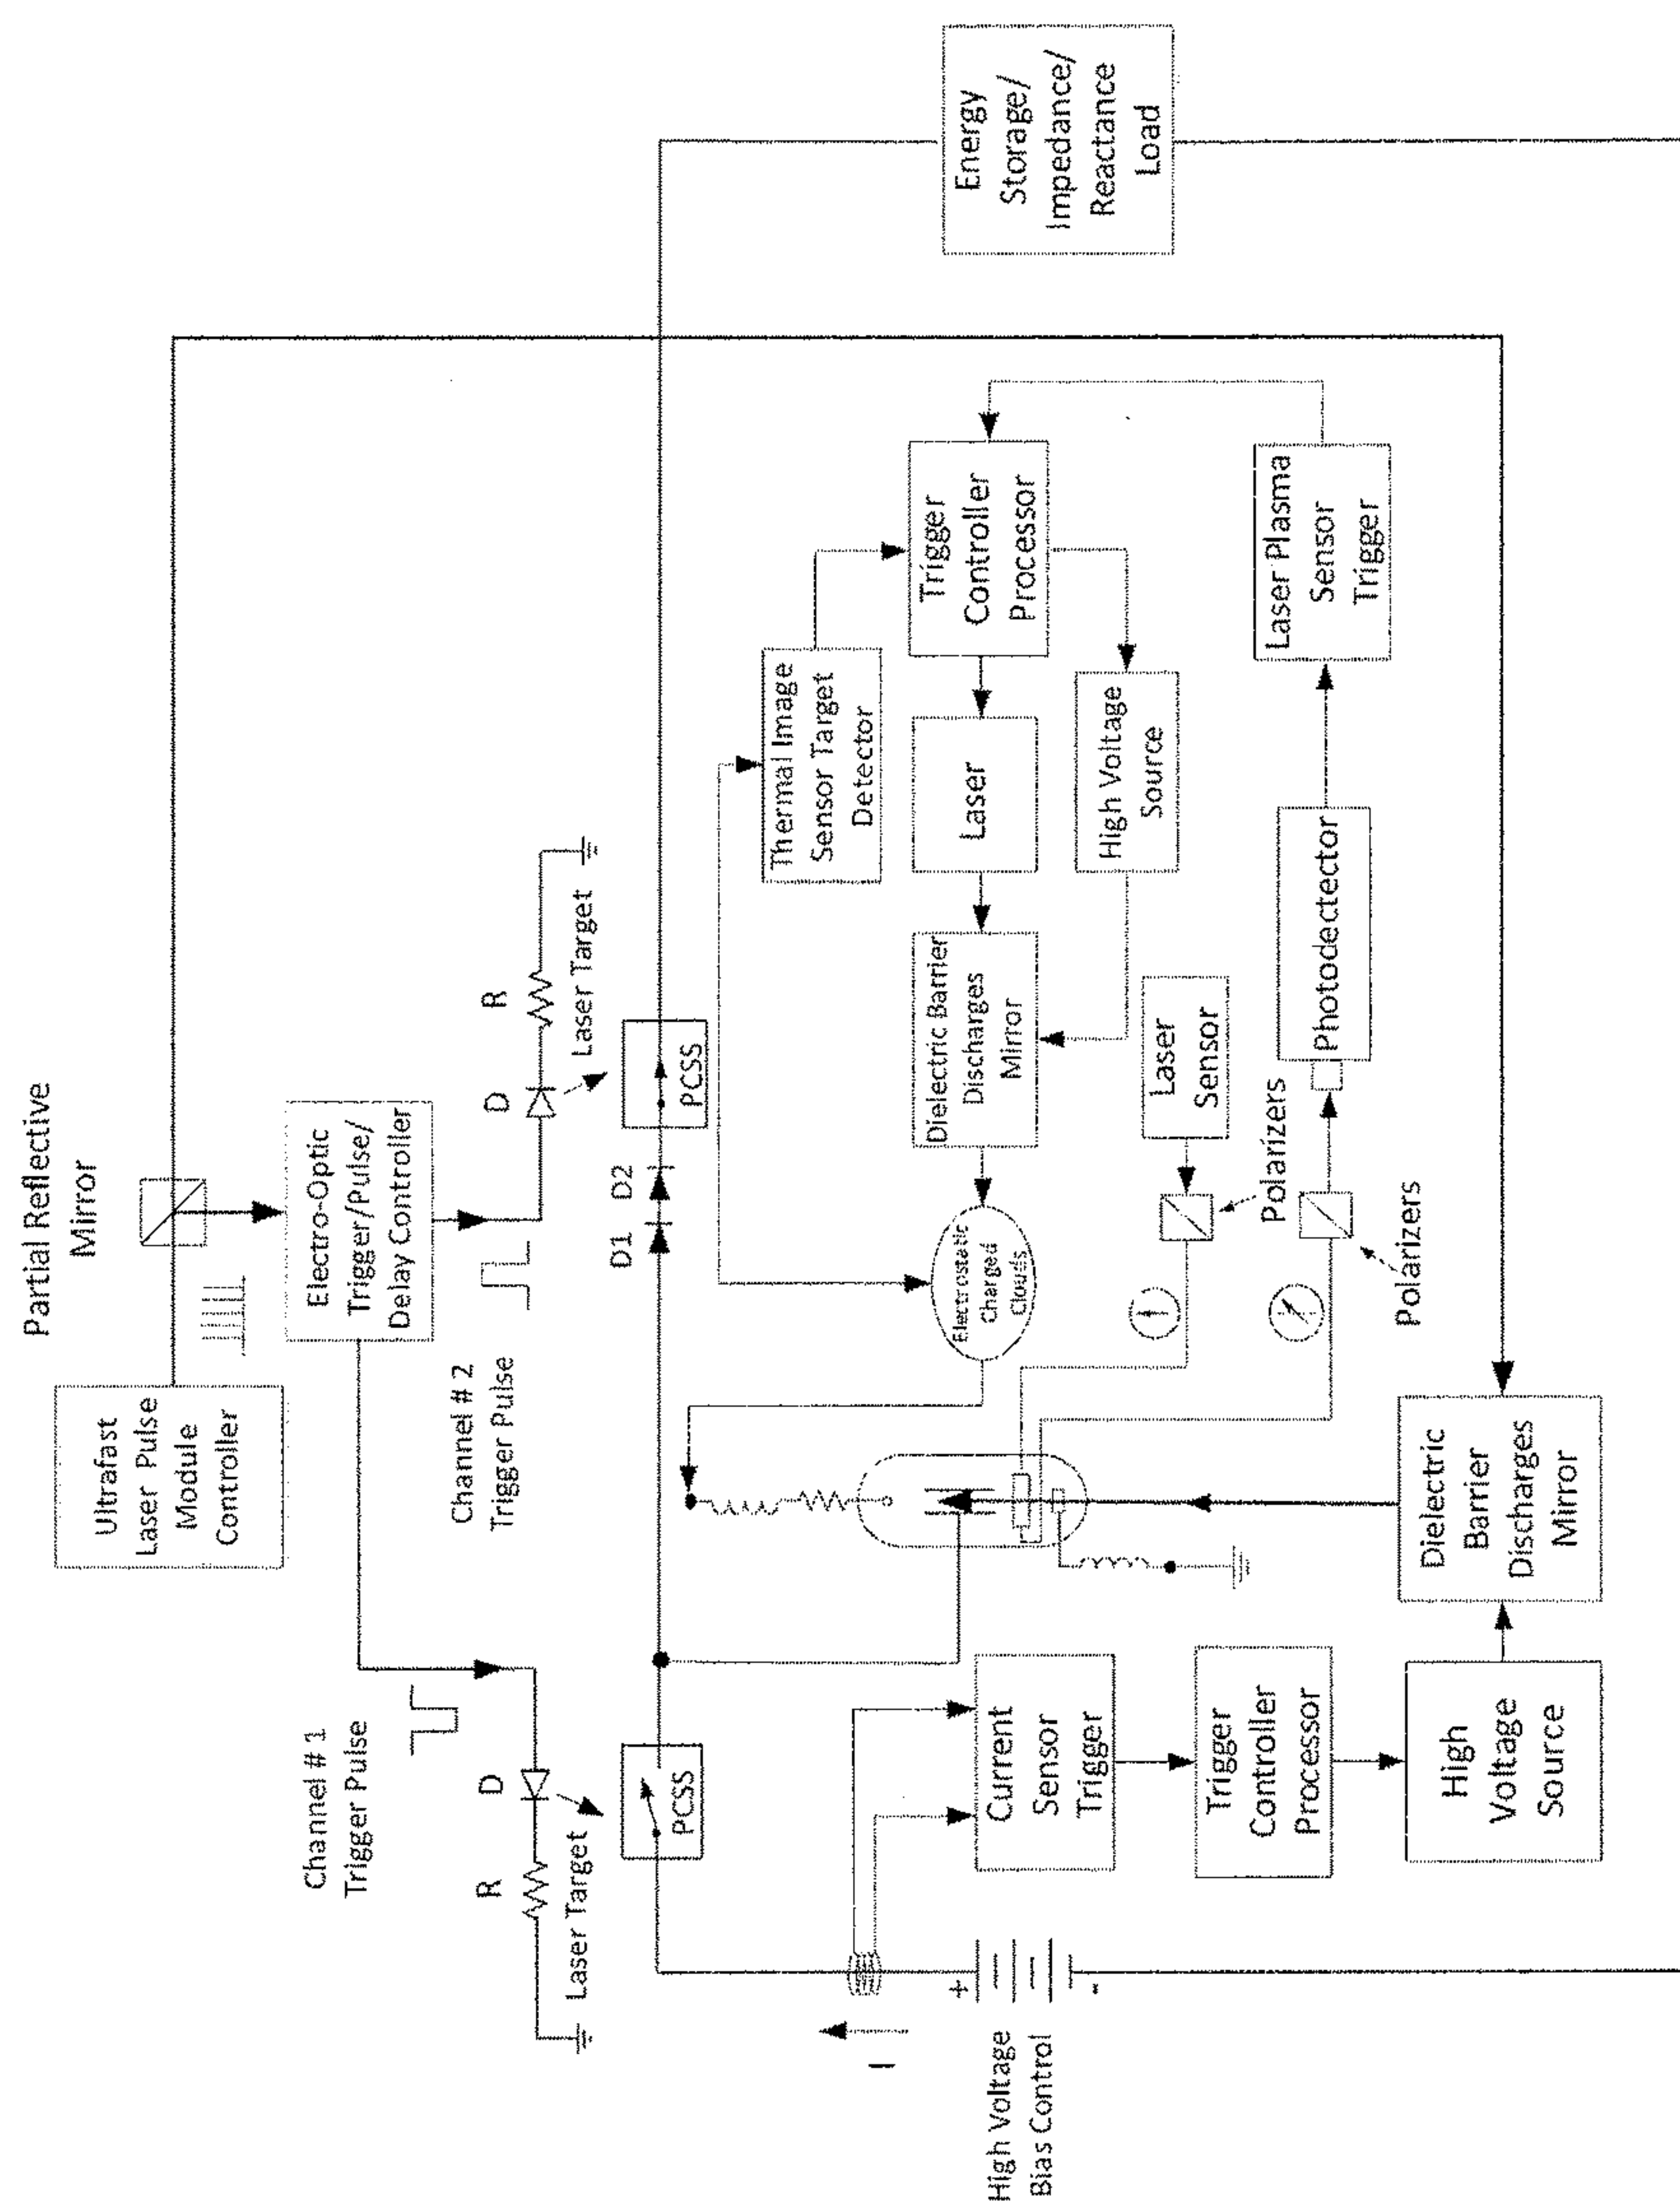 Partial Reflective
Mirror
Ultrafast
Laser Pulse
Module
Controller
Electro-Optic
Trigger/Pulse/
Delay Controller
Channel # 1
Trigger Pulse
Channel # 2
Trigger Pulse
R
D
Laser Target
D
R
Laser Target
PCSS
D1
D2
PCSS
Energy
Storage/
Impedance/
Reactance
Load
Thermal Image
Sensor Target
Detector
Trigger
Controller
Processor
Laser
Dielectric Barrier
Discharges
Mirror
High Voltage
Source
Electrostatic
Charged
Clouds
Laser
Sensor
Polarizers
Laser Plasma
Sensor
Trigger
Photodectector
Polarizers
I
+
-
High Voltage
Bias Control
Current
Sensor
Trigger
Trigger
Controller
Processor
High
Voltage
Source
Dielectric
Barrier
Discharges
Mirror